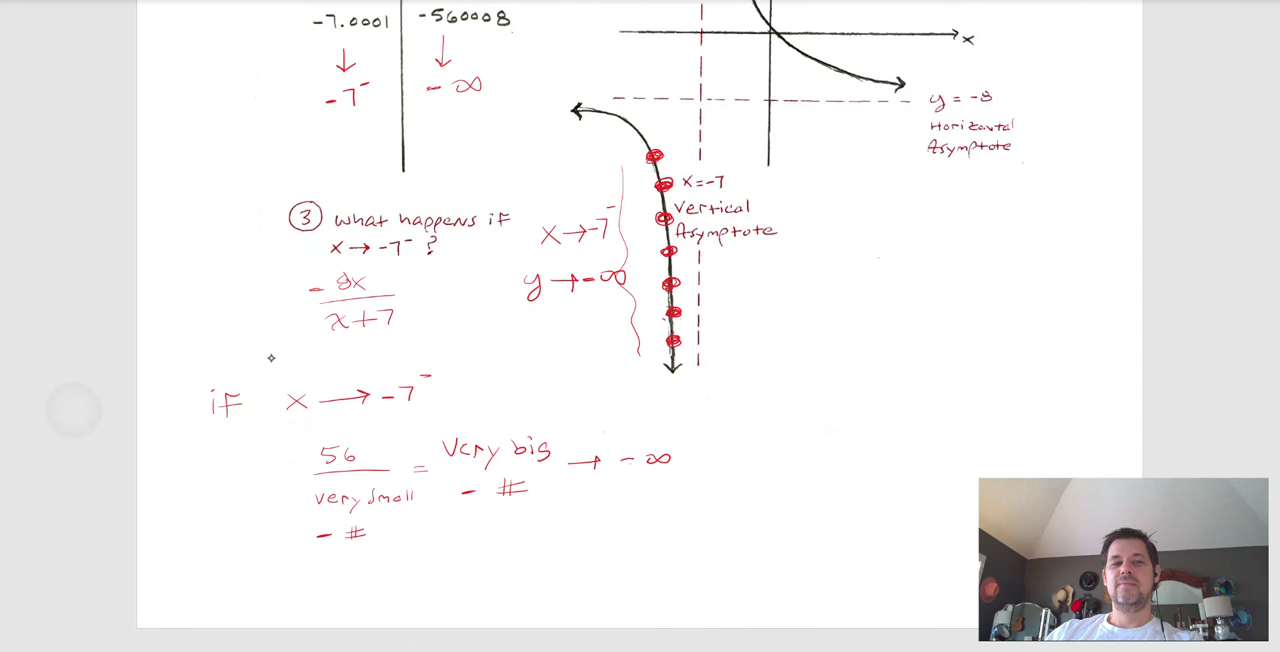 -7.0001 -560008
↓ ↓
-7⁻ -∞
x
y = -8
Horizontal
Asymptote
x=-7
Vertical
Asymptote
③ What happens if
x → -7⁻ ?
x → -7⁻
y → -∞
-8x
x+7
if x → -7⁻
56 = very big → -∞
very small - #
- #